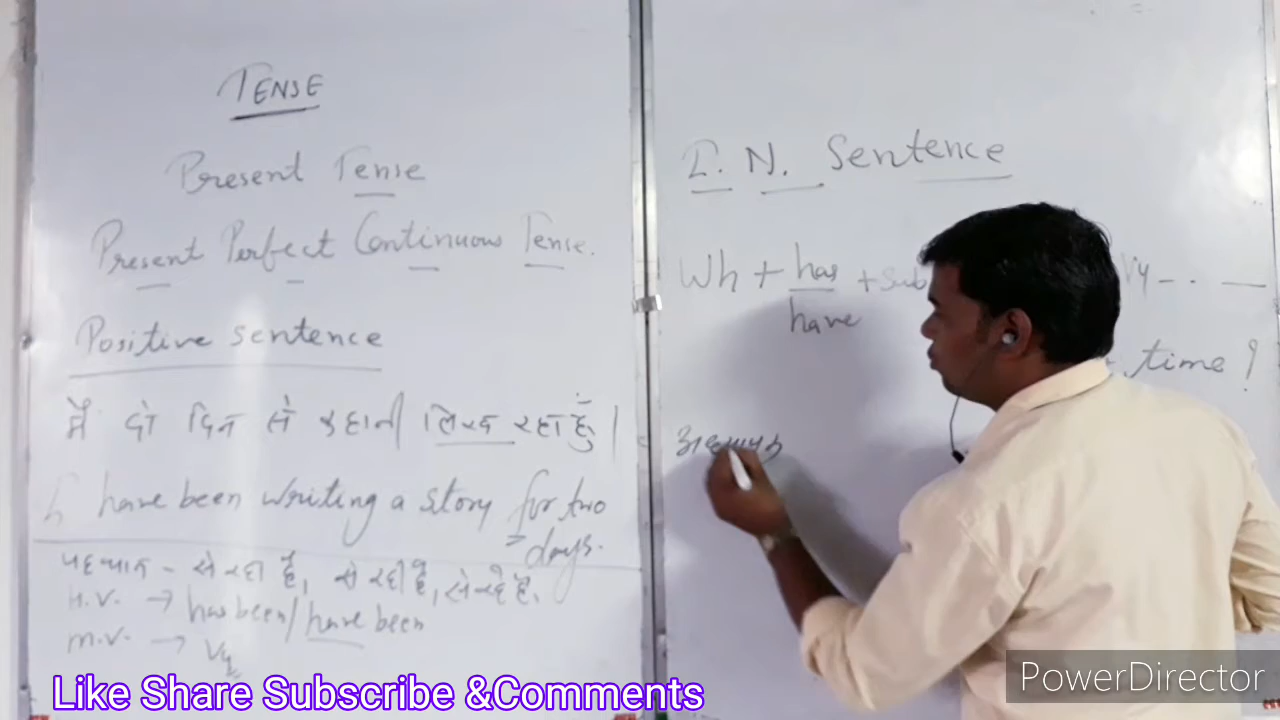 TENSE
Present Tense
Present Perfect Continuous Tense.
Positive sentence
मैं दो दिन से कहानी लिख रहा हूँ।
I have been writing a story for two
days.
पहचान - से रहा है, से रही है, से रहे हैं,
H.V. → has been/have been
M.V. → V4
I. N. Sentence
Wh + has
have
+ Sub V4 - . . —
time?
Like Share Subscribe &Comments
PowerDirector